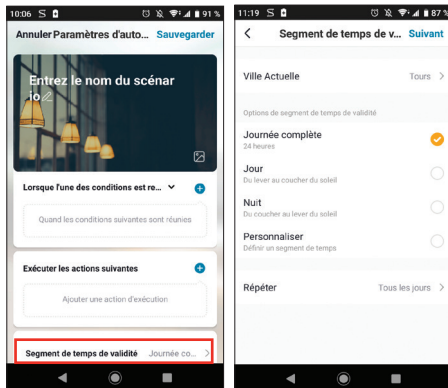 10:06 S 91 %
Annuler Paramètres d'auto... Sauvegarder
Entrez le nom du scénar
io
Lorsque l'une des conditions est re...
Quand les conditions suivantes sont réunies
Exécuter les actions suivantes
Ajouter une action d'exécution
Segment de temps de validité Journée co... >
11:19 S 87 %
< Segment de temps de v... Suivant
Ville Actuelle Tours >
Options de segment de temps de validité
Journée complète
24 heures
Jour
Du lever au coucher du soleil
Nuit
Du coucher au lever du soleil
Personnaliser
Définir un segment de temps
Répéter Tous les jours >